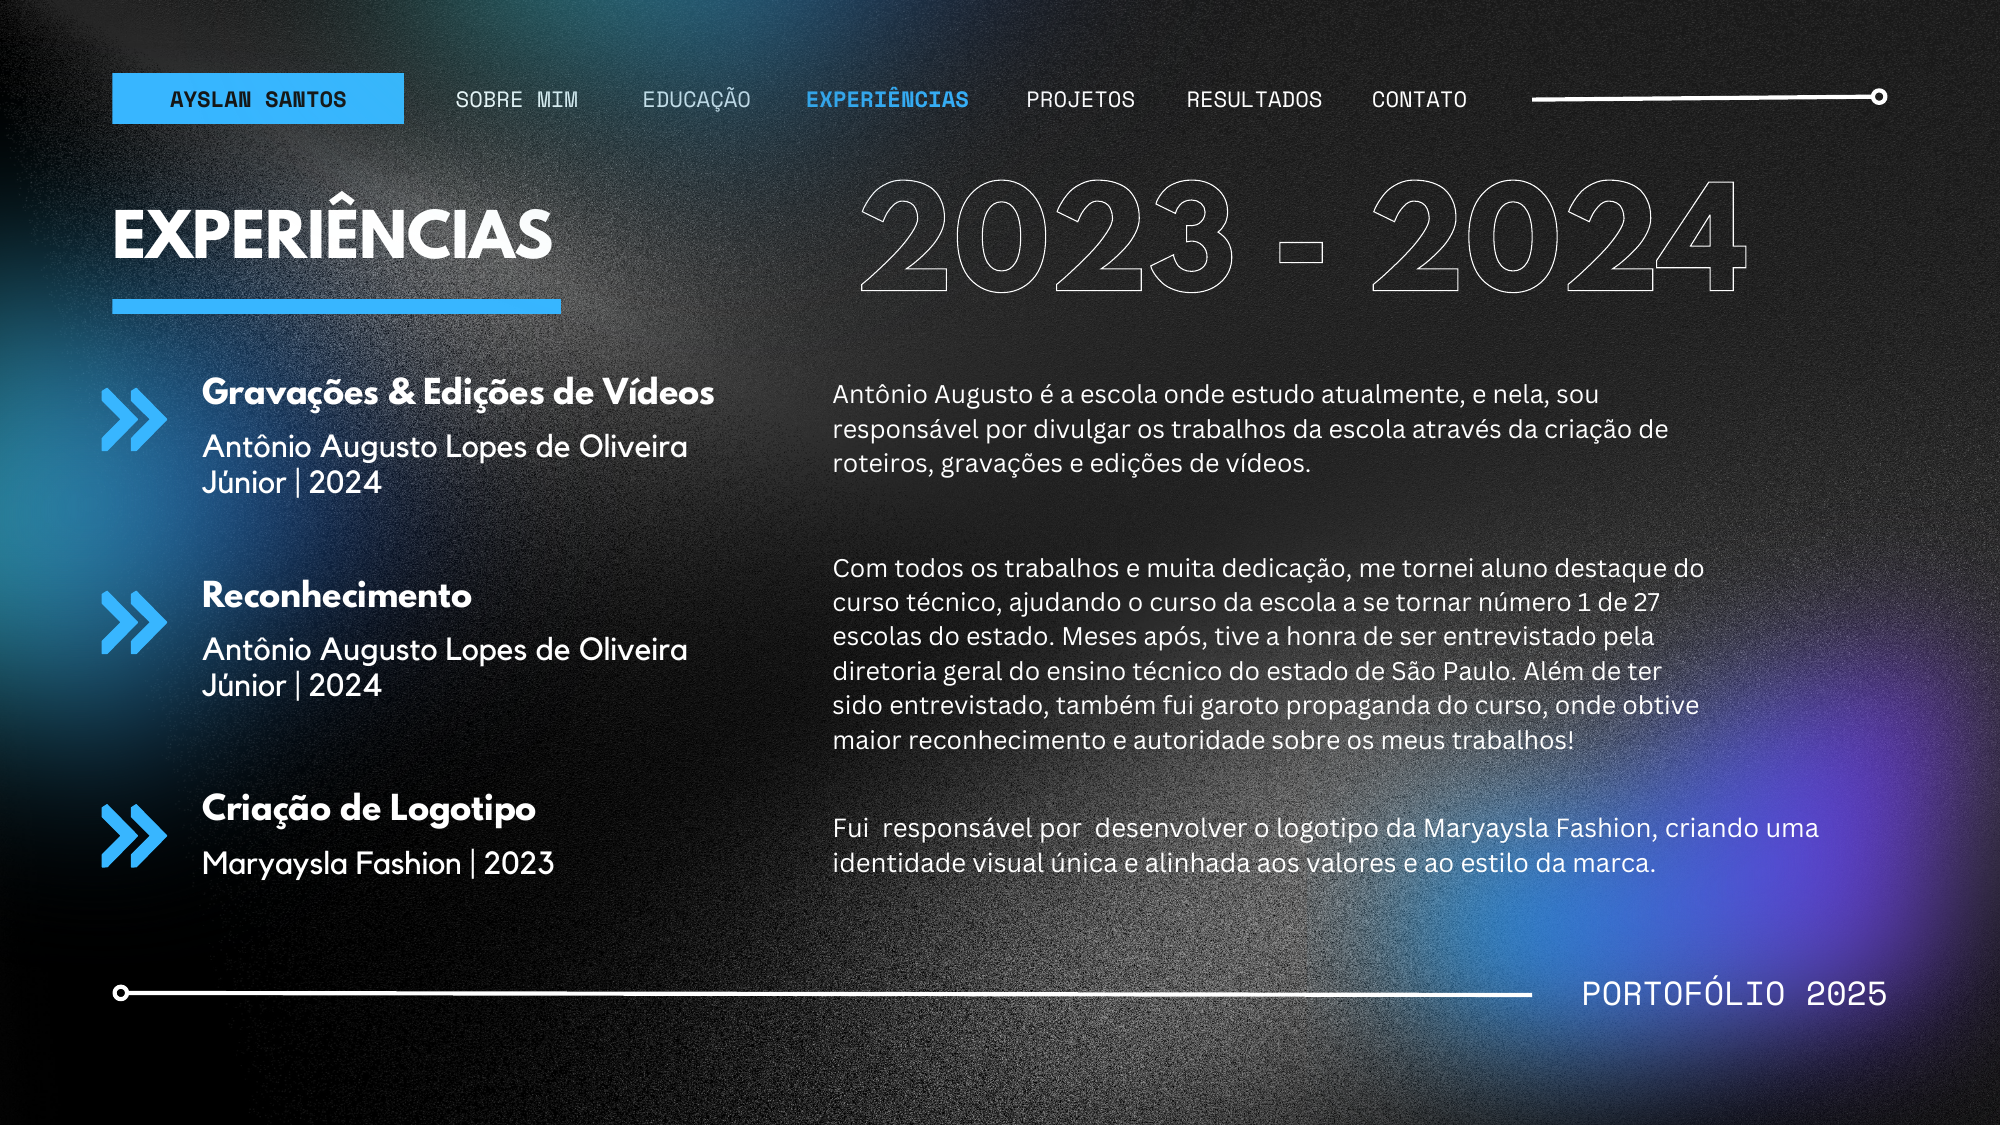 AYSLAN SANTOS
SOBRE MIM
EDUCAÇÃO
EXPERIÊNCIAS
PROJETOS
RESULTADOS
CONTATO
EXPERIÊNCIAS
2023 - 2024
Gravações & Edições de Vídeos
Antônio Augusto Lopes de Oliveira
Júnior | 2024
Antônio Augusto é a escola onde estudo atualmente, e nela, sou
responsável por divulgar os trabalhos da escola através da criação de
roteiros, gravações e edições de vídeos.
Reconhecimento
Antônio Augusto Lopes de Oliveira
Júnior | 2024
Com todos os trabalhos e muita dedicação, me tornei aluno destaque do
curso técnico, ajudando o curso da escola a se tornar número 1 de 27
escolas do estado. Meses após, tive a honra de ser entrevistado pela
diretoria geral do ensino técnico do estado de São Paulo. Além de ter
sido entrevistado, também fui garoto propaganda do curso, onde obtive
maior reconhecimento e autoridade sobre os meus trabalhos!
Criação de Logotipo
Maryaysla Fashion | 2023
Fui  responsável por  desenvolver o logotipo da Maryaysla Fashion, criando uma
identidade visual única e alinhada aos valores e ao estilo da marca.
PORTOFÓLIO 2025